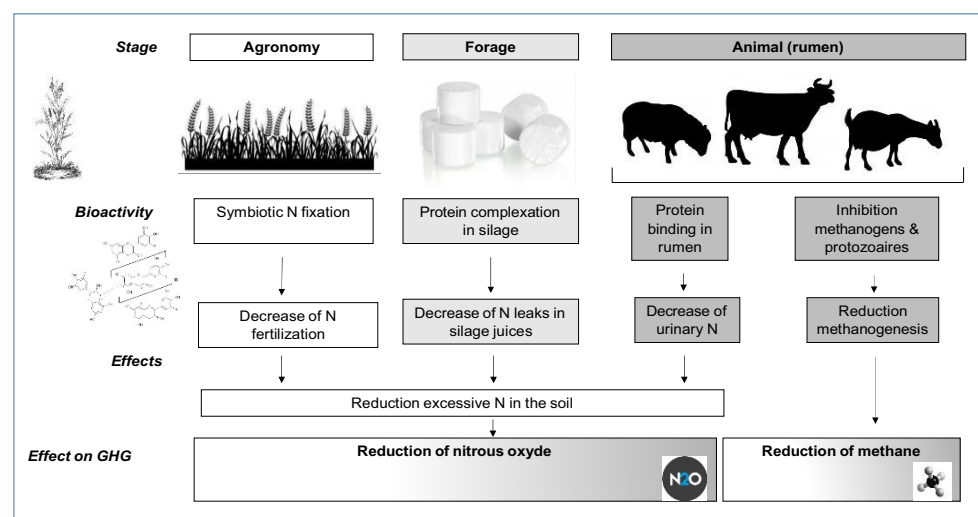 Stage
Agronomy
Forage
Animal (rumen)
Bioactivity
Symbiotic N fixation
Protein complexation
in silage
Protein
binding in
rumen
Inhibition
methanogens &
protozoaires
Decrease of N
fertilization
Decrease of N leaks in
silage juices
Decrease of
urinary N
Reduction
methanogenesis
Effects
Reduction excessive N in the soil
Effect on GHG
Reduction of nitrous oxyde
N2O
Reduction of methane